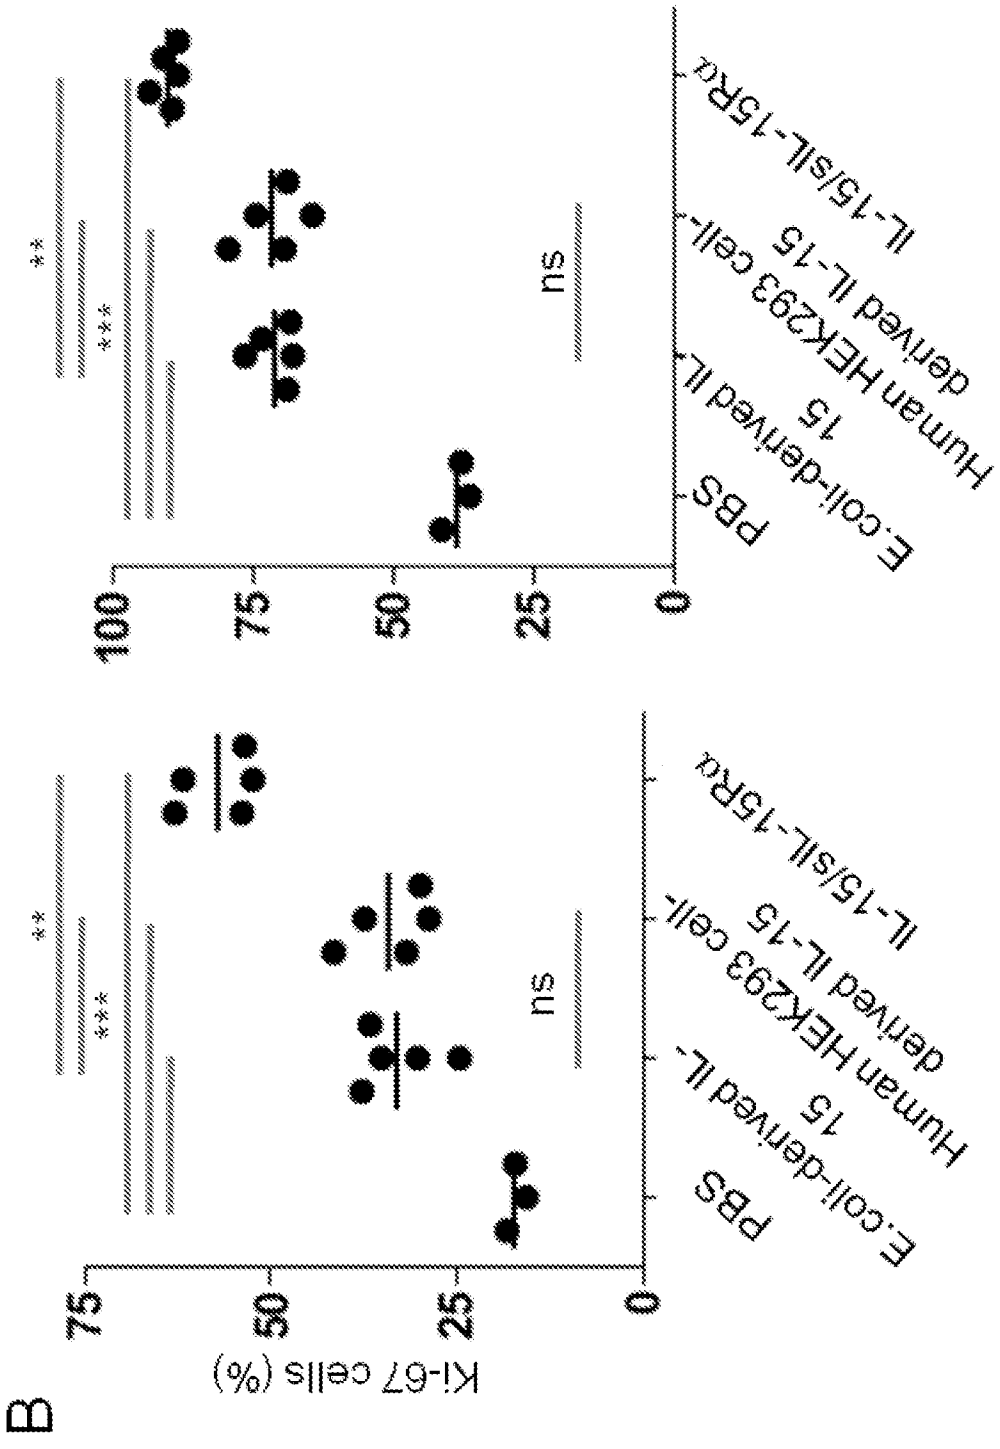 B
Ki-67 cells (%)
75
50
25
0
**
***
ns
PBS
E.coli-derived IL-
15
Human HEK293 cell-
derived IL-15
IL-15/sIL-15Rα
100
75
50
25
0
**
***
ns
PBS
E.coli-derived IL-
15
Human HEK293 cell-
derived IL-15
IL-15/sIL-15Rα